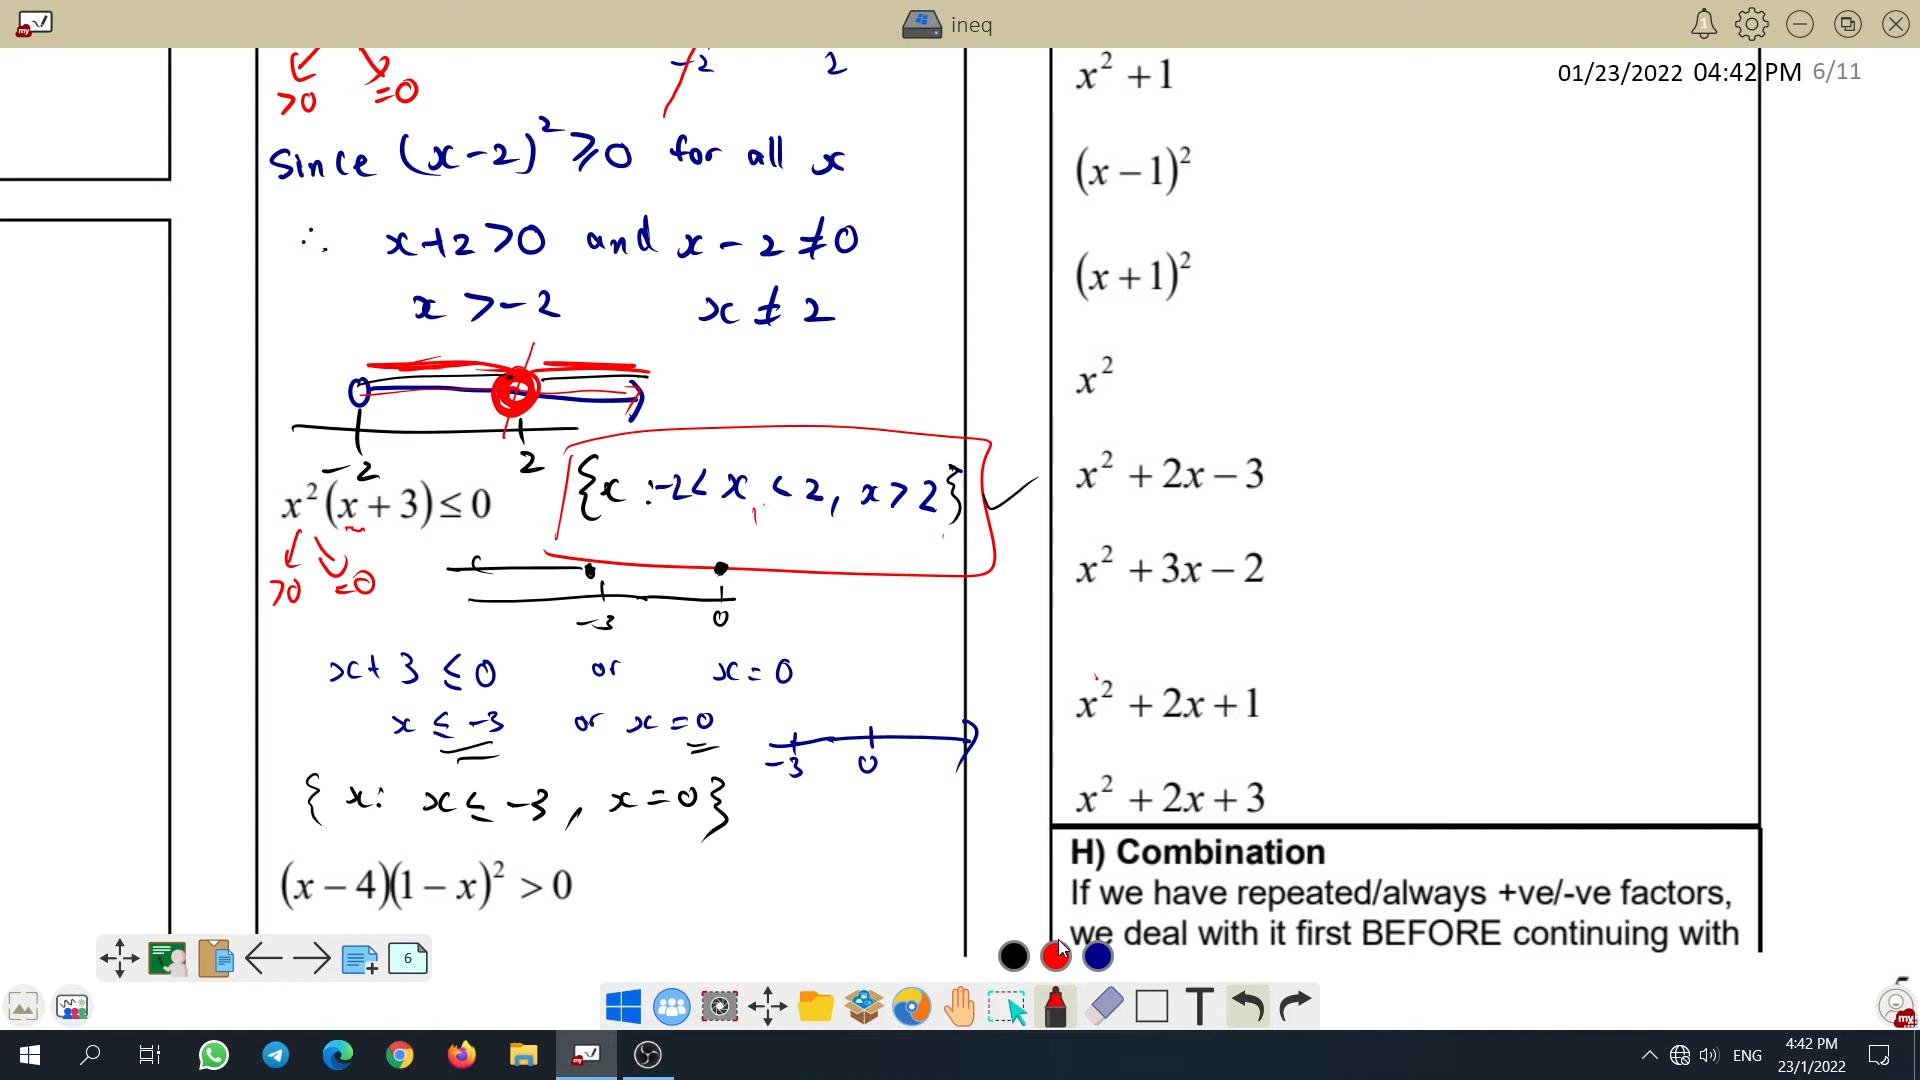 ineq
01/23/2022 04:42 PM 6/11
>0 =0
-2 2
Since (x-2)² ⩾0 for all x
∴ x+2>0 and x-2≠0
x >-2 x ≠ 2
-2 2
{x : -2< x < 2, x > 2}
x²(x + 3) ≤ 0
>0 =0
-3 0
x+ 3 ≤ 0 or x = 0
x ≤ -3 or x = 0
-3 0
{ x: x ≤ -3, x = 0}
(x − 4)(1 − x)² > 0
x² + 1
(x − 1)²
(x + 1)²
x²
x² + 2x − 3
x² + 3x − 2
x² + 2x + 1
x² + 2x + 3
H) Combination
If we have repeated/always +ve/-ve factors,
we deal with it first BEFORE continuing with
6
T
ENG
4:42 PM
23/1/2022